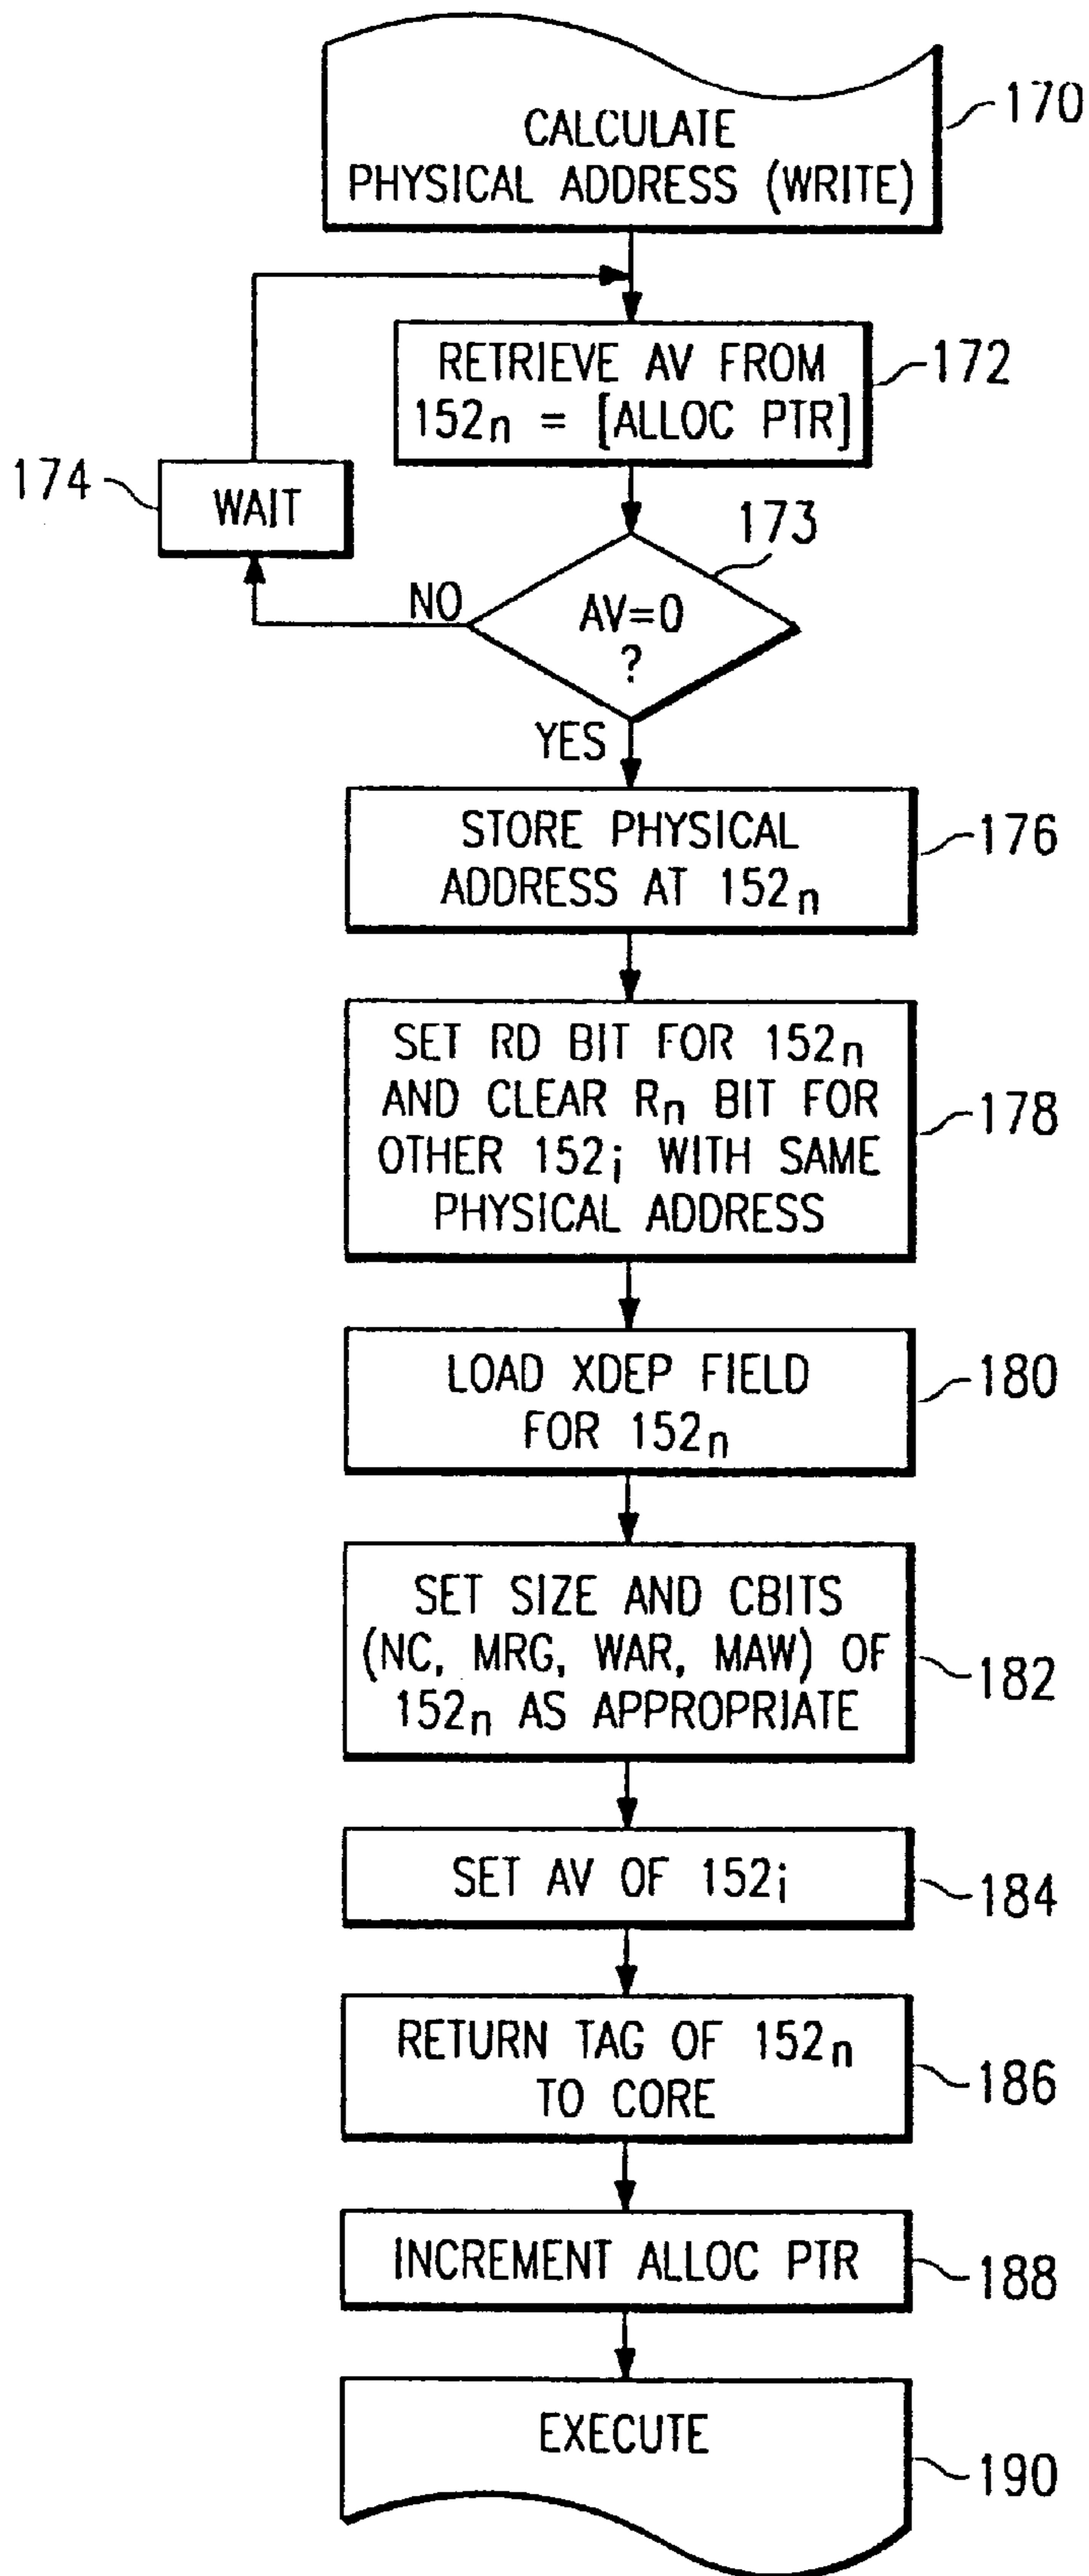 CALCULATE
PHYSICAL ADDRESS (WRITE)
170
RETRIEVE AV FROM
152n = [ALLOC PTR]
172
174
WAIT
173
NO
AV=0
?
YES
STORE PHYSICAL
ADDRESS AT 152n
176
SET RD BIT FOR 152n
AND CLEAR Rn BIT FOR
OTHER 152i WITH SAME
PHYSICAL ADDRESS
178
LOAD XDEP FIELD
FOR 152n
180
SET SIZE AND CBITS
(NC, MRG, WAR, MAW) OF
152n AS APPROPRIATE
182
SET AV OF 152i
184
RETURN TAG OF 152n
TO CORE
186
INCREMENT ALLOC PTR
188
EXECUTE
190